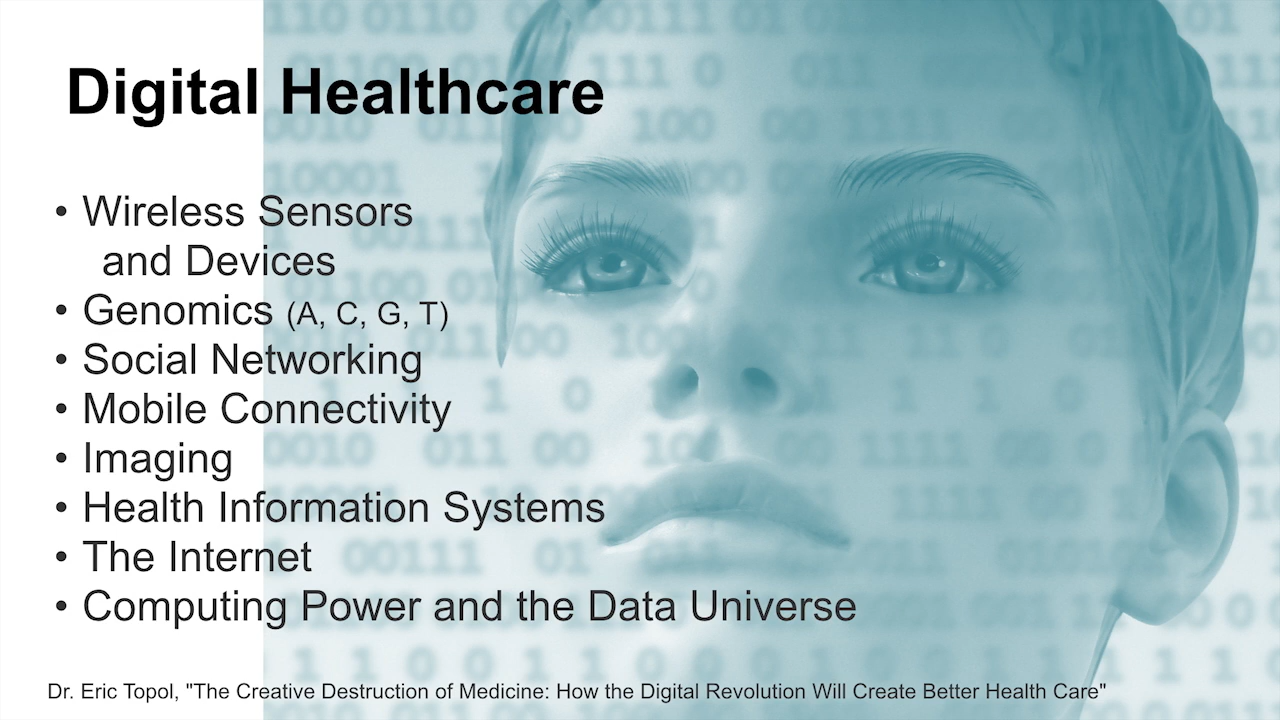 Digital Healthcare
• Wireless Sensors
and Devices
• Genomics (A, C, G, T)
• Social Networking
• Mobile Connectivity
• Imaging
• Health Information Systems
• The Internet
• Computing Power and the Data Universe
Dr. Eric Topol, "The Creative Destruction of Medicine: How the Digital Revolution Will Create Better Health Care"